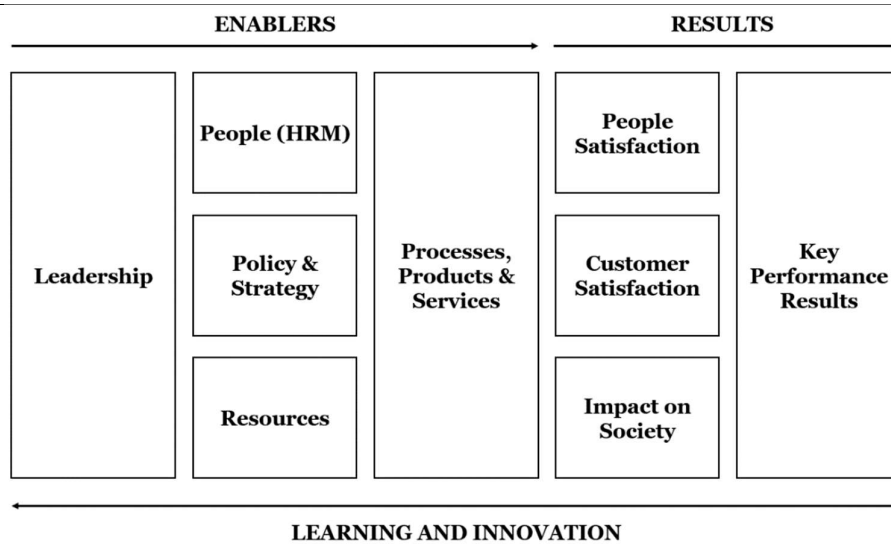 ENABLERS
RESULTS
Leadership
People (HRM)
Policy &
Strategy
Resources
Processes,
Products &
Services
People
Satisfaction
Customer
Satisfaction
Impact on
Society
Key
Performance
Results
LEARNING AND INNOVATION